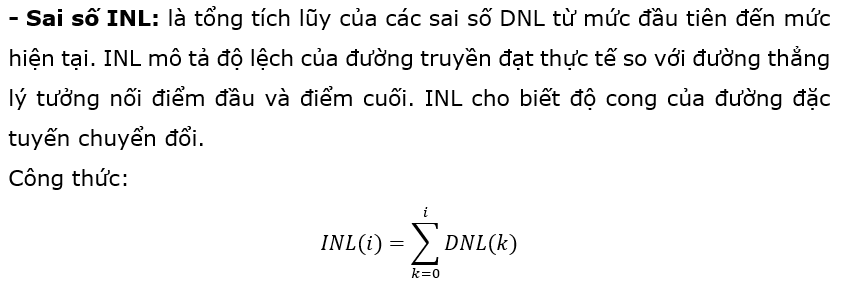 - Sai số INL: là tổng tích lũy của các sai số DNL từ mức đầu tiên đến mức
hiện tại. INL mô tả độ lệch của đường truyền đạt thực tế so với đường thẳng
lý tưởng nối điểm đầu và điểm cuối. INL cho biết độ cong của đường đặc
tuyến chuyển đổi.
Công thức:
INL(i) = ∑_{k=0}^{i} DNL(k)